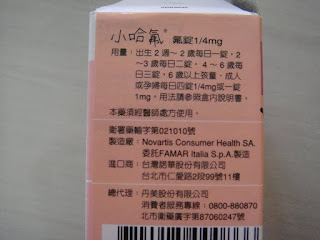 小哈氟® 氟錠1/4mg
用量：出生2週～2歲每日一錠，2
～3歲每日二錠，4～6歲每
日三錠，6歲以上孩童、成人
或孕婦每日四錠1/4mg或一錠
1mg。用法請參照盒內說明書。
本藥須經醫師處方使用。
衛署藥輸字第021010號
製造廠：Novartis Consumer Health SA.
委託FAMAR Italia S.p.A.製造
進口商：台灣諾華股份有限公司
台北市仁愛路2段99號11樓
總代理：丹美股份有限公司
消費者服務專線：0800-880870
北市衛藥廣字第87060247號